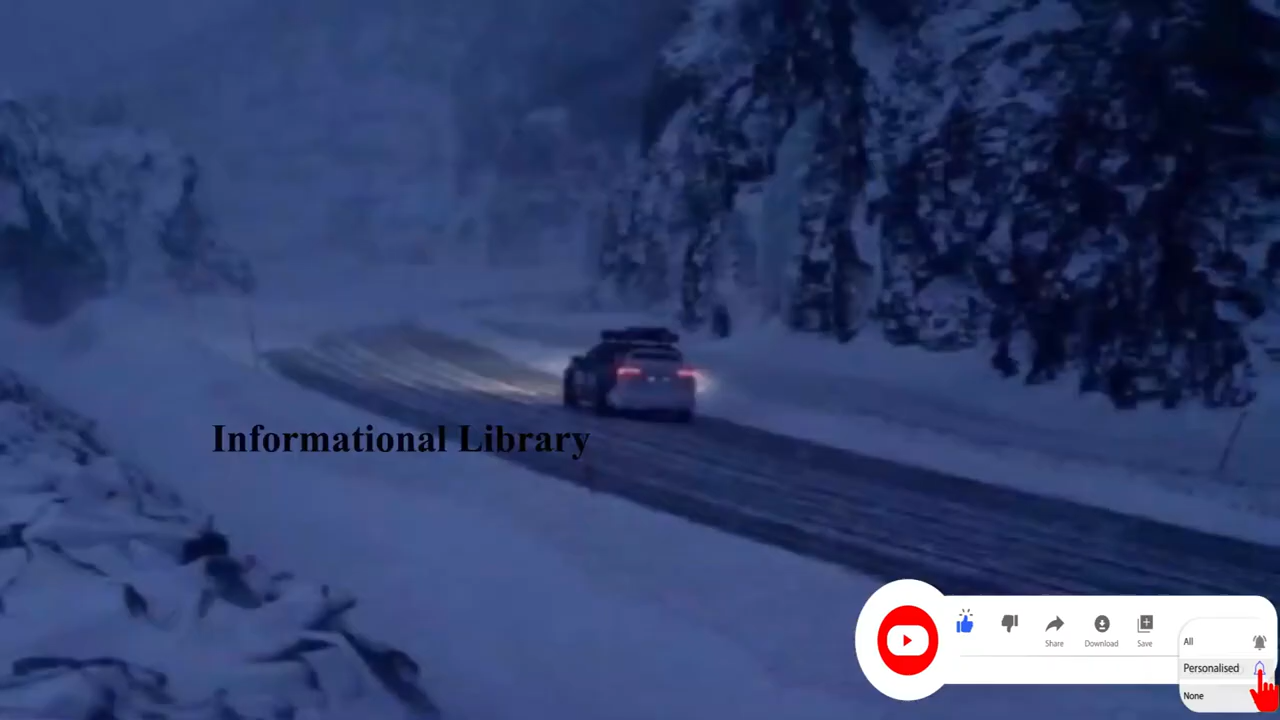 Informational Library
All
Share
Download
Save
Personalised
None